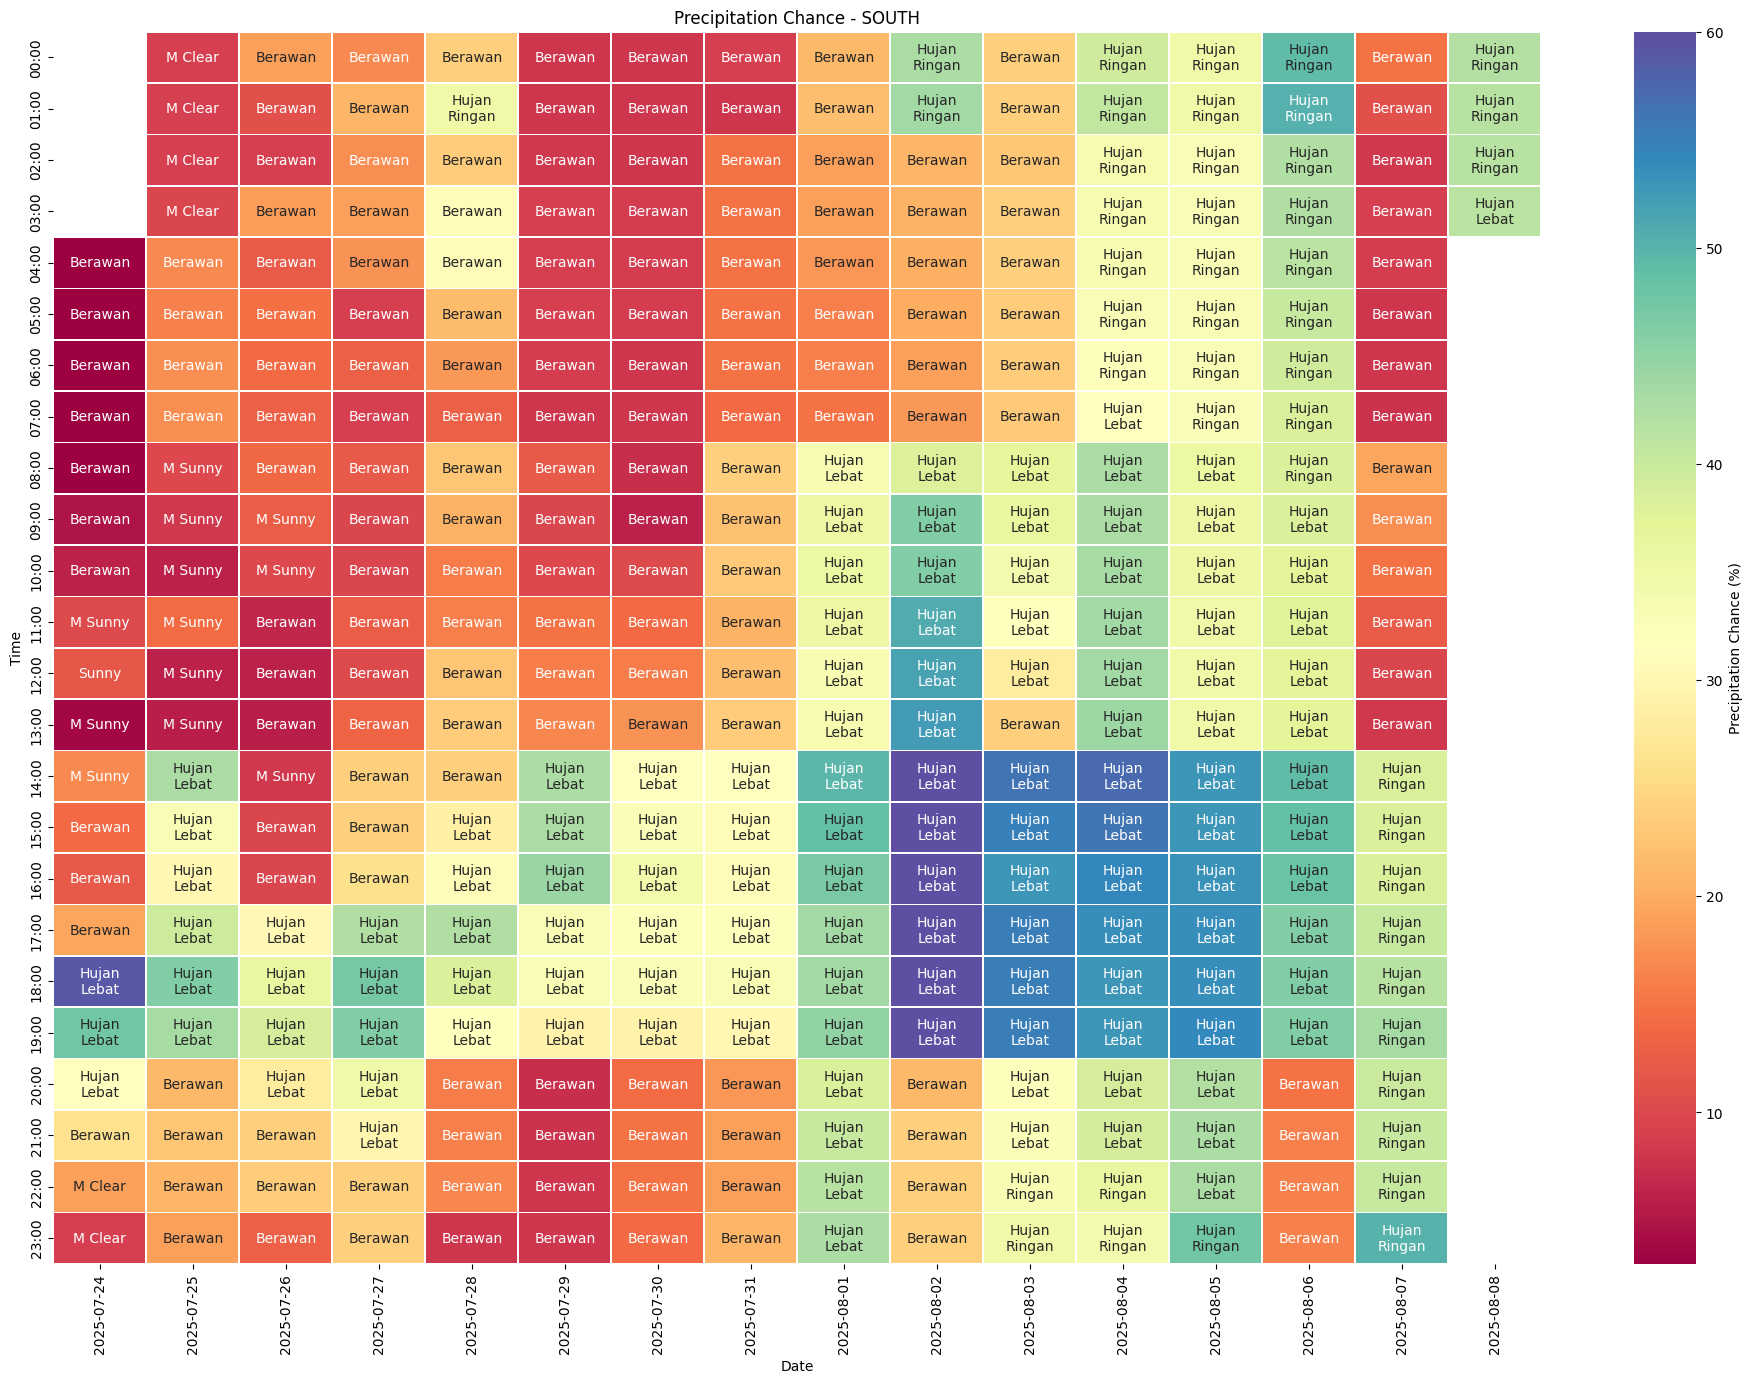 Precipitation Chance - SOUTH
00:00 M Clear Berawan Berawan Berawan Berawan Berawan Berawan Berawan Hujan Ringan Berawan Hujan Ringan Hujan Ringan Hujan Ringan Berawan Hujan Ringan
01:00 M Clear Berawan Berawan Hujan Ringan Berawan Berawan Berawan Berawan Hujan Ringan Berawan Hujan Ringan Hujan Ringan Hujan Ringan Berawan Hujan Ringan
02:00 M Clear Berawan Berawan Berawan Berawan Berawan Berawan Berawan Berawan Berawan Hujan Ringan Hujan Ringan Hujan Ringan Berawan Hujan Ringan
03:00 M Clear Berawan Berawan Berawan Berawan Berawan Berawan Berawan Berawan Berawan Hujan Ringan Hujan Ringan Hujan Ringan Berawan Hujan Lebat
04:00 Berawan Berawan Berawan Berawan Berawan Berawan Berawan Berawan Berawan Berawan Berawan Hujan Ringan Hujan Ringan Hujan Ringan Berawan
05:00 Berawan Berawan Berawan Berawan Berawan Berawan Berawan Berawan Berawan Berawan Berawan Hujan Ringan Hujan Ringan Hujan Ringan Berawan
06:00 Berawan Berawan Berawan Berawan Berawan Berawan Berawan Berawan Berawan Berawan Berawan Hujan Ringan Hujan Ringan Hujan Ringan Berawan
07:00 Berawan Berawan Berawan Berawan Berawan Berawan Berawan Berawan Berawan Berawan Berawan Hujan Lebat Hujan Ringan Hujan Ringan Berawan
08:00 Berawan M Sunny Berawan Berawan Berawan Berawan Berawan Berawan Hujan Lebat Hujan Lebat Hujan Lebat Hujan Lebat Hujan Lebat Hujan Ringan Berawan
09:00 Berawan M Sunny M Sunny Berawan Berawan Berawan Berawan Berawan Hujan Lebat Hujan Lebat Hujan Lebat Hujan Lebat Hujan Lebat Hujan Lebat Berawan
10:00 Berawan M Sunny M Sunny Berawan Berawan Berawan Berawan Berawan Hujan Lebat Hujan Lebat Hujan Lebat Hujan Lebat Hujan Lebat Hujan Lebat Berawan
11:00 M Sunny M Sunny Berawan Berawan Berawan Berawan Berawan Berawan Hujan Lebat Hujan Lebat Hujan Lebat Hujan Lebat Hujan Lebat Hujan Lebat Berawan
12:00 Sunny M Sunny Berawan Berawan Berawan Berawan Berawan Berawan Hujan Lebat Hujan Lebat Hujan Lebat Hujan Lebat Hujan Lebat Hujan Lebat Berawan
13:00 M Sunny M Sunny Berawan Berawan Berawan Berawan Berawan Berawan Hujan Lebat Hujan Lebat Berawan Hujan Lebat Hujan Lebat Hujan Lebat Berawan
14:00 M Sunny Hujan Lebat M Sunny Berawan Berawan Hujan Lebat Hujan Lebat Hujan Lebat Hujan Lebat Hujan Lebat Hujan Lebat Hujan Lebat Hujan Lebat Hujan Lebat Hujan Ringan
15:00 Berawan Hujan Lebat Berawan Berawan Hujan Lebat Hujan Lebat Hujan Lebat Hujan Lebat Hujan Lebat Hujan Lebat Hujan Lebat Hujan Lebat Hujan Lebat Hujan Lebat Hujan Ringan
16:00 Berawan Hujan Lebat Berawan Berawan Hujan Lebat Hujan Lebat Hujan Lebat Hujan Lebat Hujan Lebat Hujan Lebat Hujan Lebat Hujan Lebat Hujan Lebat Hujan Lebat Hujan Ringan
17:00 Berawan Hujan Lebat Hujan Lebat Hujan Lebat Hujan Lebat Hujan Lebat Hujan Lebat Hujan Lebat Hujan Lebat Hujan Lebat Hujan Lebat Hujan Lebat Hujan Lebat Hujan Lebat Hujan Ringan
18:00 Hujan Lebat Hujan Lebat Hujan Lebat Hujan Lebat Hujan Lebat Hujan Lebat Hujan Lebat Hujan Lebat Hujan Lebat Hujan Lebat Hujan Lebat Hujan Lebat Hujan Lebat Hujan Lebat Hujan Ringan
19:00 Hujan Lebat Hujan Lebat Hujan Lebat Hujan Lebat Hujan Lebat Hujan Lebat Hujan Lebat Hujan Lebat Hujan Lebat Hujan Lebat Hujan Lebat Hujan Lebat Hujan Lebat Hujan Lebat Hujan Ringan
20:00 Hujan Lebat Berawan Hujan Lebat Hujan Lebat Berawan Berawan Berawan Berawan Hujan Lebat Berawan Hujan Lebat Hujan Lebat Hujan Lebat Berawan Hujan Ringan
21:00 Berawan Berawan Berawan Hujan Lebat Berawan Berawan Berawan Berawan Hujan Lebat Berawan Hujan Lebat Hujan Lebat Hujan Lebat Berawan Hujan Ringan
22:00 M Clear Berawan Berawan Berawan Berawan Berawan Berawan Berawan Hujan Lebat Berawan Hujan Ringan Hujan Ringan Hujan Lebat Berawan Hujan Ringan
23:00 M Clear Berawan Berawan Berawan Berawan Berawan Berawan Berawan Hujan Lebat Berawan Hujan Ringan Hujan Ringan Hujan Ringan Berawan Hujan Ringan
Time
2025-07-24 2025-07-25 2025-07-26 2025-07-27 2025-07-28 2025-07-29 2025-07-30 2025-07-31 2025-08-01 2025-08-02 2025-08-03 2025-08-04 2025-08-05 2025-08-06 2025-08-07 2025-08-08
Date
60
50
40
30
20
10
Precipitation Chance (%)